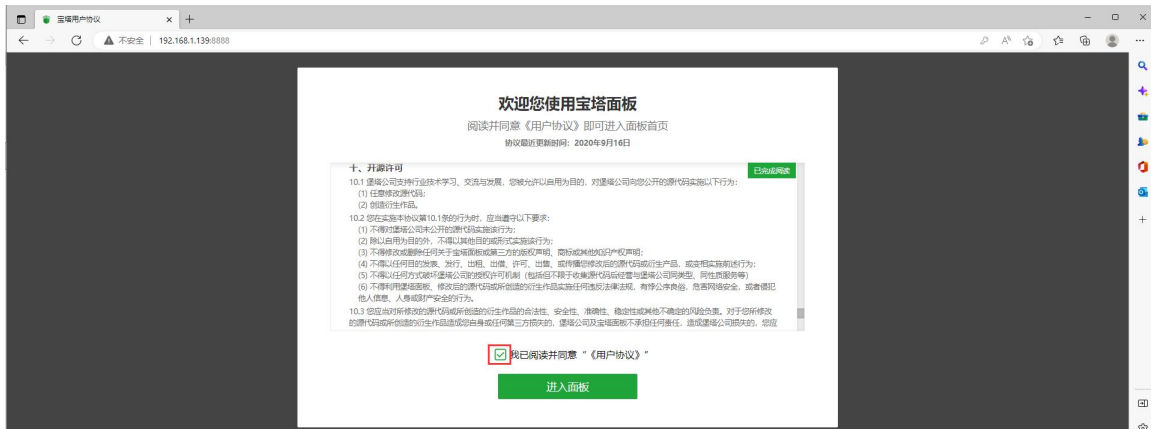 宝塔用户协议
不安全 | 192.168.1.139:8888
欢迎您使用宝塔面板
阅读并同意《用户协议》即可进入面板首页
协议最近更新时间：2020年9月16日
十、开源许可
已完成阅读
10.1 堡塔公司支持行业技术学习、交流与发展，您被允许以自用为目的，对堡塔公司向您公开的源代码实施以下行为：
(1) 任意修改源代码；
(2) 创造衍生作品。
10.2 您在实施本协议第10.1条的行为时，应当遵守以下要求：
(1) 不得对堡塔公司未公开的源代码实施该行为；
(2) 除以自用为目的外，不得以其他目的或形式实施该行为；
(3) 不得修改或删除任何关于宝塔面板或第三方的版权声明、商标或其他知识产权声明；
(4) 不得以任何目的发表、发行、出租、出借、许可、出售、或传播您修改后的源代码或衍生产品，或变相实施前述行为；
(5) 不得以任何方式破坏堡塔公司的授权许可机制（包括但不限于收集源代码后经营与堡塔公司同类型、同性质服务等）
(6) 不得利用堡塔面板、修改后的源代码或所创造的衍生作品实施任何违反法律法规、有悖公序良俗、危害网络安全、或者侵犯
他人信息、人身或财产安全的行为。
10.3 您应当对所修改的源代码或所创造的衍生作品的合法性、安全性、准确性、稳定性或其他不确定的风险负责。对于您所修改
的源代码或所创造的衍生作品造成您自身或任何第三方损失的，堡塔公司及宝塔面板不承担任何责任，造成堡塔公司损失的，您应
我已阅读并同意“《用户协议》”
进入面板